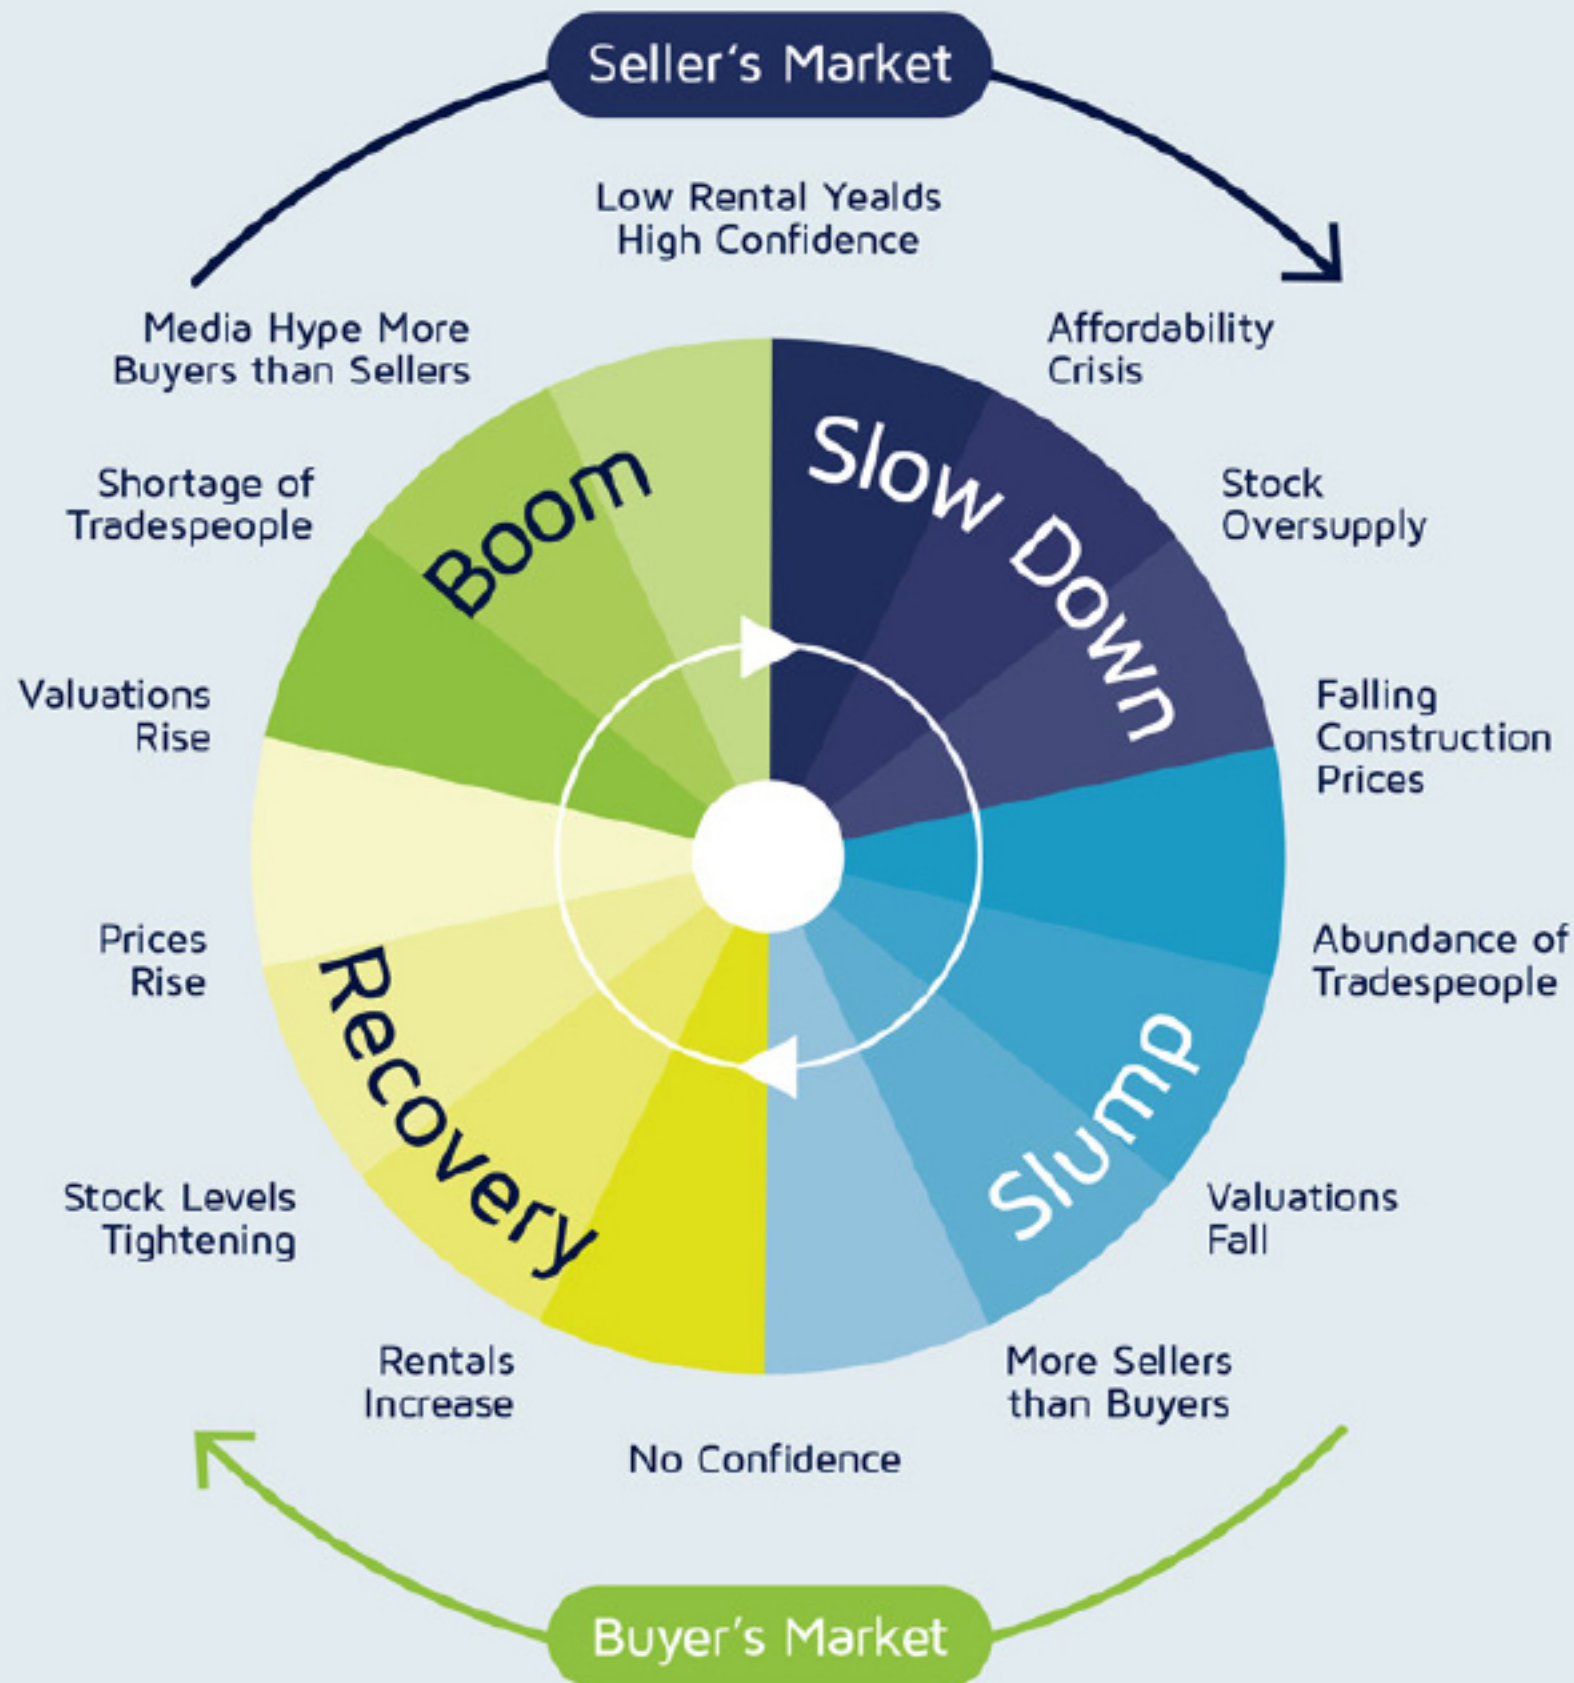 Seller's Market
Low Rental Yealds
High Confidence
Media Hype More
Buyers than Sellers
Affordability
Crisis
Shortage of
Tradespeople
Stock
Oversupply
Boom
Slow Down
Valuations
Rise
Falling
Construction
Prices
Prices
Rise
Abundance of
Tradespeople
Recovery
Slump
Stock Levels
Tightening
Valuations
Fall
Rentals
Increase
More Sellers
than Buyers
No Confidence
Buyer's Market